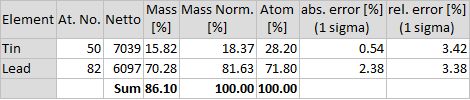 Element At. No. Netto Mass [%] Mass Norm. [%] Atom [%] abs. error [%] (1 sigma) rel. error [%] (1 sigma)
Tin 50 7039 15.82 18.37 28.20 0.54 3.42
Lead 82 6097 70.28 81.63 71.80 2.38 3.38
Sum 86.10 100.00 100.00